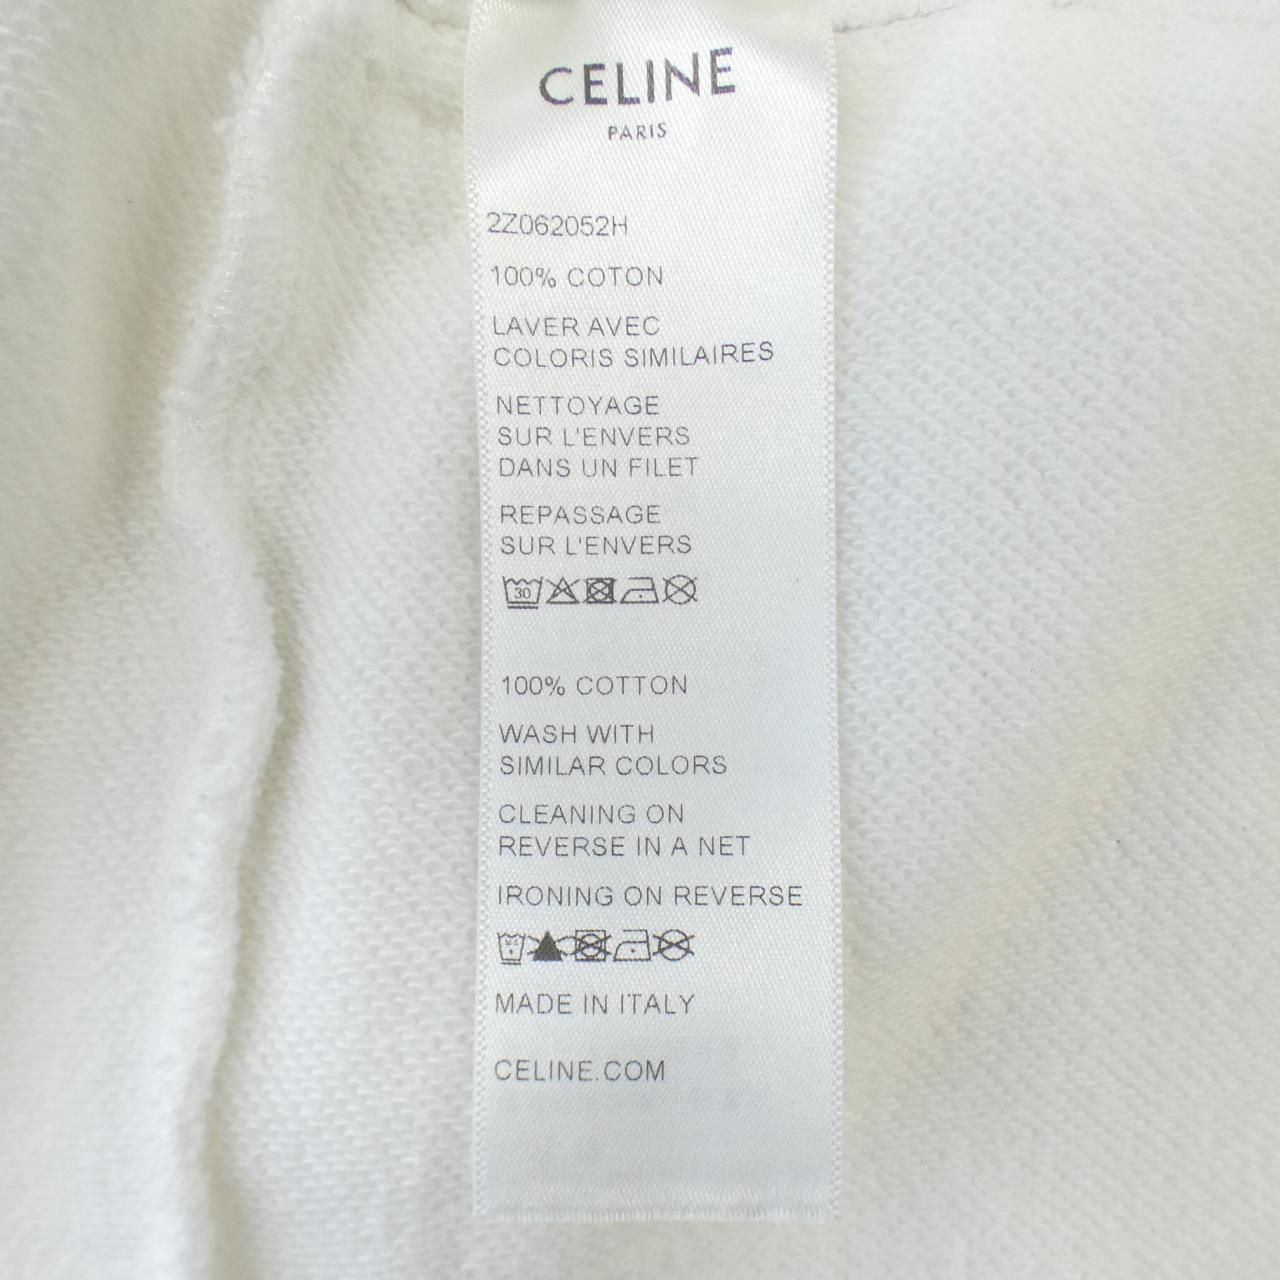 CELINE
PARIS
2Z062052H
100% COTON
LAVER AVEC
COLORIS SIMILAIRES
NETTOYAGE
SUR L'ENVERS
DANS UN FILET
REPASSAGE
SUR L'ENVERS
30
100% COTTON
WASH WITH
SIMILAR COLORS
CLEANING ON
REVERSE IN A NET
IRONING ON REVERSE
MADE IN ITALY
CELINE.COM